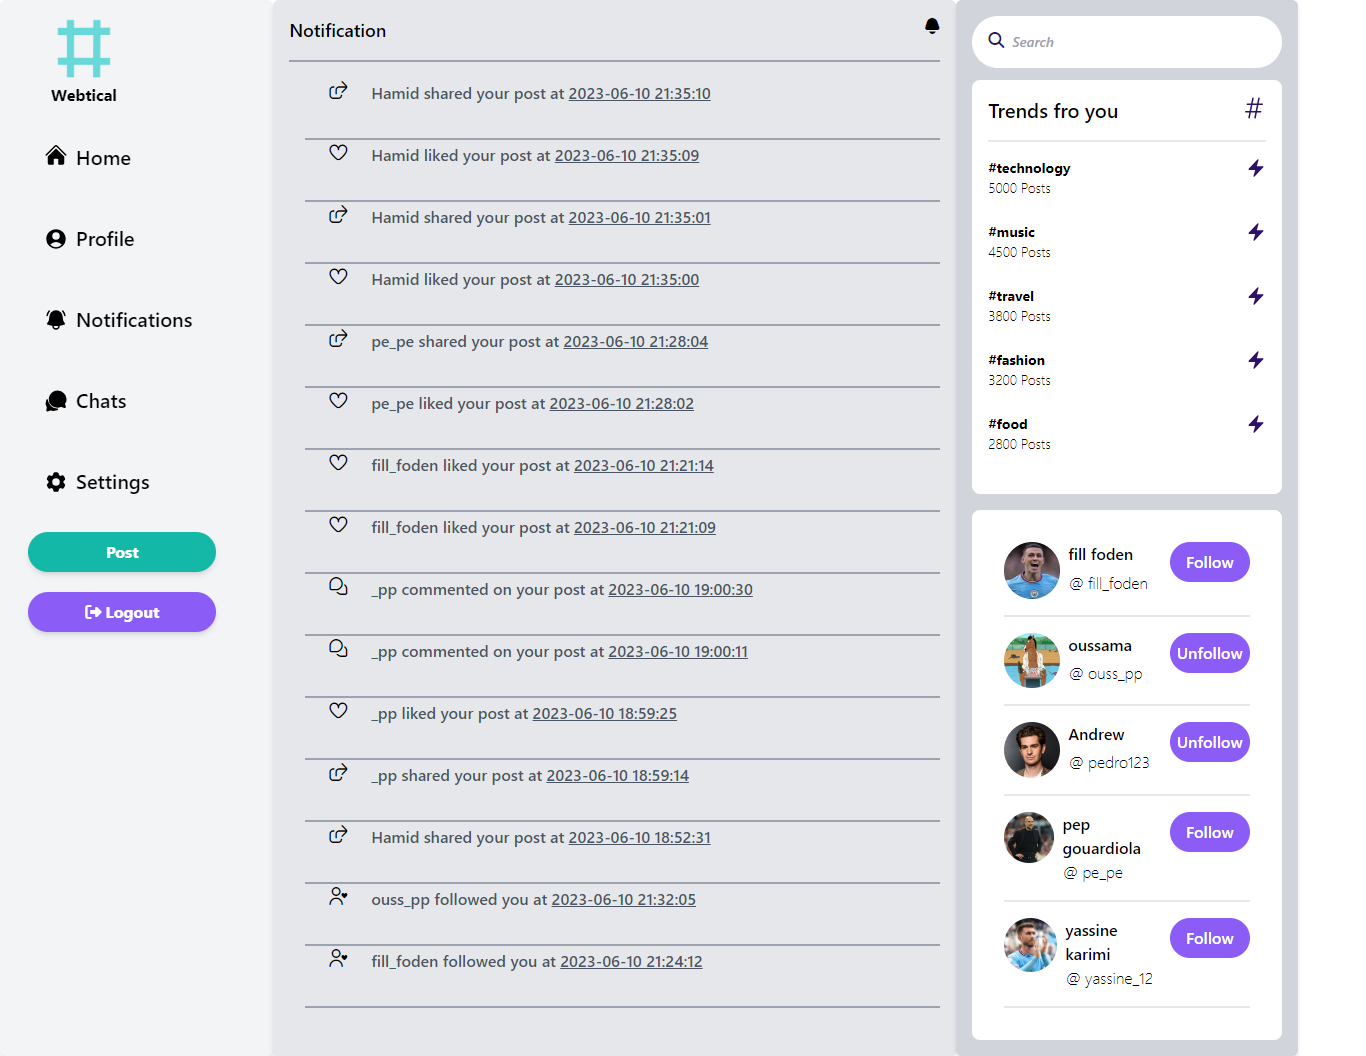 Webtical
Home
Profile
Notifications
Chats
Settings
Post
Logout
Notification
Hamid shared your post at 2023-06-10 21:35:10
Hamid liked your post at 2023-06-10 21:35:09
Hamid shared your post at 2023-06-10 21:35:01
Hamid liked your post at 2023-06-10 21:35:00
pe_pe shared your post at 2023-06-10 21:28:04
pe_pe liked your post at 2023-06-10 21:28:02
fill_foden liked your post at 2023-06-10 21:21:14
fill_foden liked your post at 2023-06-10 21:21:09
_pp commented on your post at 2023-06-10 19:00:30
_pp commented on your post at 2023-06-10 19:00:11
_pp liked your post at 2023-06-10 18:59:25
_pp shared your post at 2023-06-10 18:59:14
Hamid shared your post at 2023-06-10 18:52:31
ouss_pp followed you at 2023-06-10 21:32:05
fill_foden followed you at 2023-06-10 21:24:12
Search
Trends fro you #
#technology
5000 Posts
#music
4500 Posts
#travel
3800 Posts
#fashion
3200 Posts
#food
2800 Posts
fill foden
@ fill_foden
Follow
oussama
@ ouss_pp
Unfollow
Andrew
@ pedro123
Unfollow
pep
gouardiola
@ pe_pe
Follow
yassine
karimi
@ yassine_12
Follow